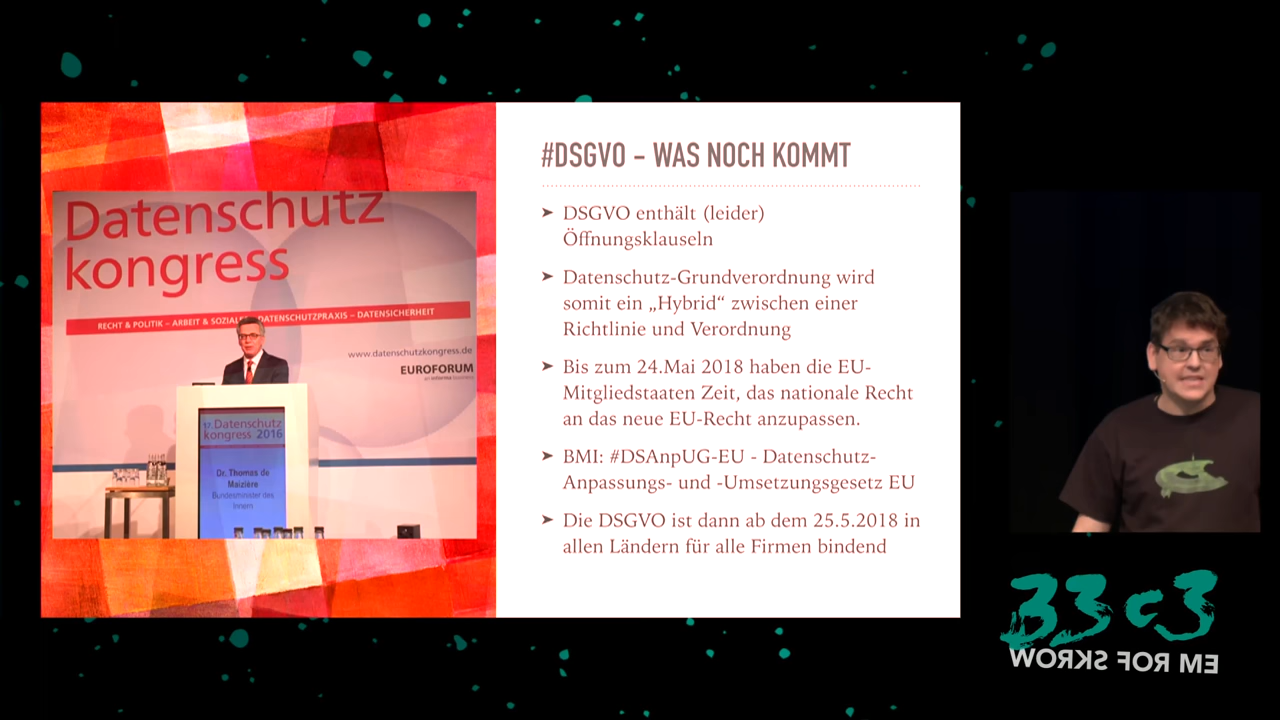 Datenschutz
kongress
RECHT & POLITIK – ARBEIT & SOZIALES DATENSCHUTZPRAXIS – DATENSICHERHEIT
www.datenschutzkongress.de
EUROFORUM
an informa business
17. Datenschutz
kongress 2016
Dr. Thomas de
Maizière
Bundesminister des
Innern
#DSGVO – WAS NOCH KOMMT
➤ DSGVO enthält (leider)
Öffnungsklauseln
➤ Datenschutz-Grundverordnung wird
somit ein „Hybrid“ zwischen einer
Richtlinie und Verordnung
➤ Bis zum 24.Mai 2018 haben die EU-
Mitgliedstaaten Zeit, das nationale Recht
an das neue EU-Recht anzupassen.
➤ BMI: #DSAnpUG-EU - Datenschutz-
Anpassungs- und -Umsetzungsgesetz EU
➤ Die DSGVO ist dann ab dem 25.5.2018 in
allen Ländern für alle Firmen bindend
33c3
WORKS FOR ME